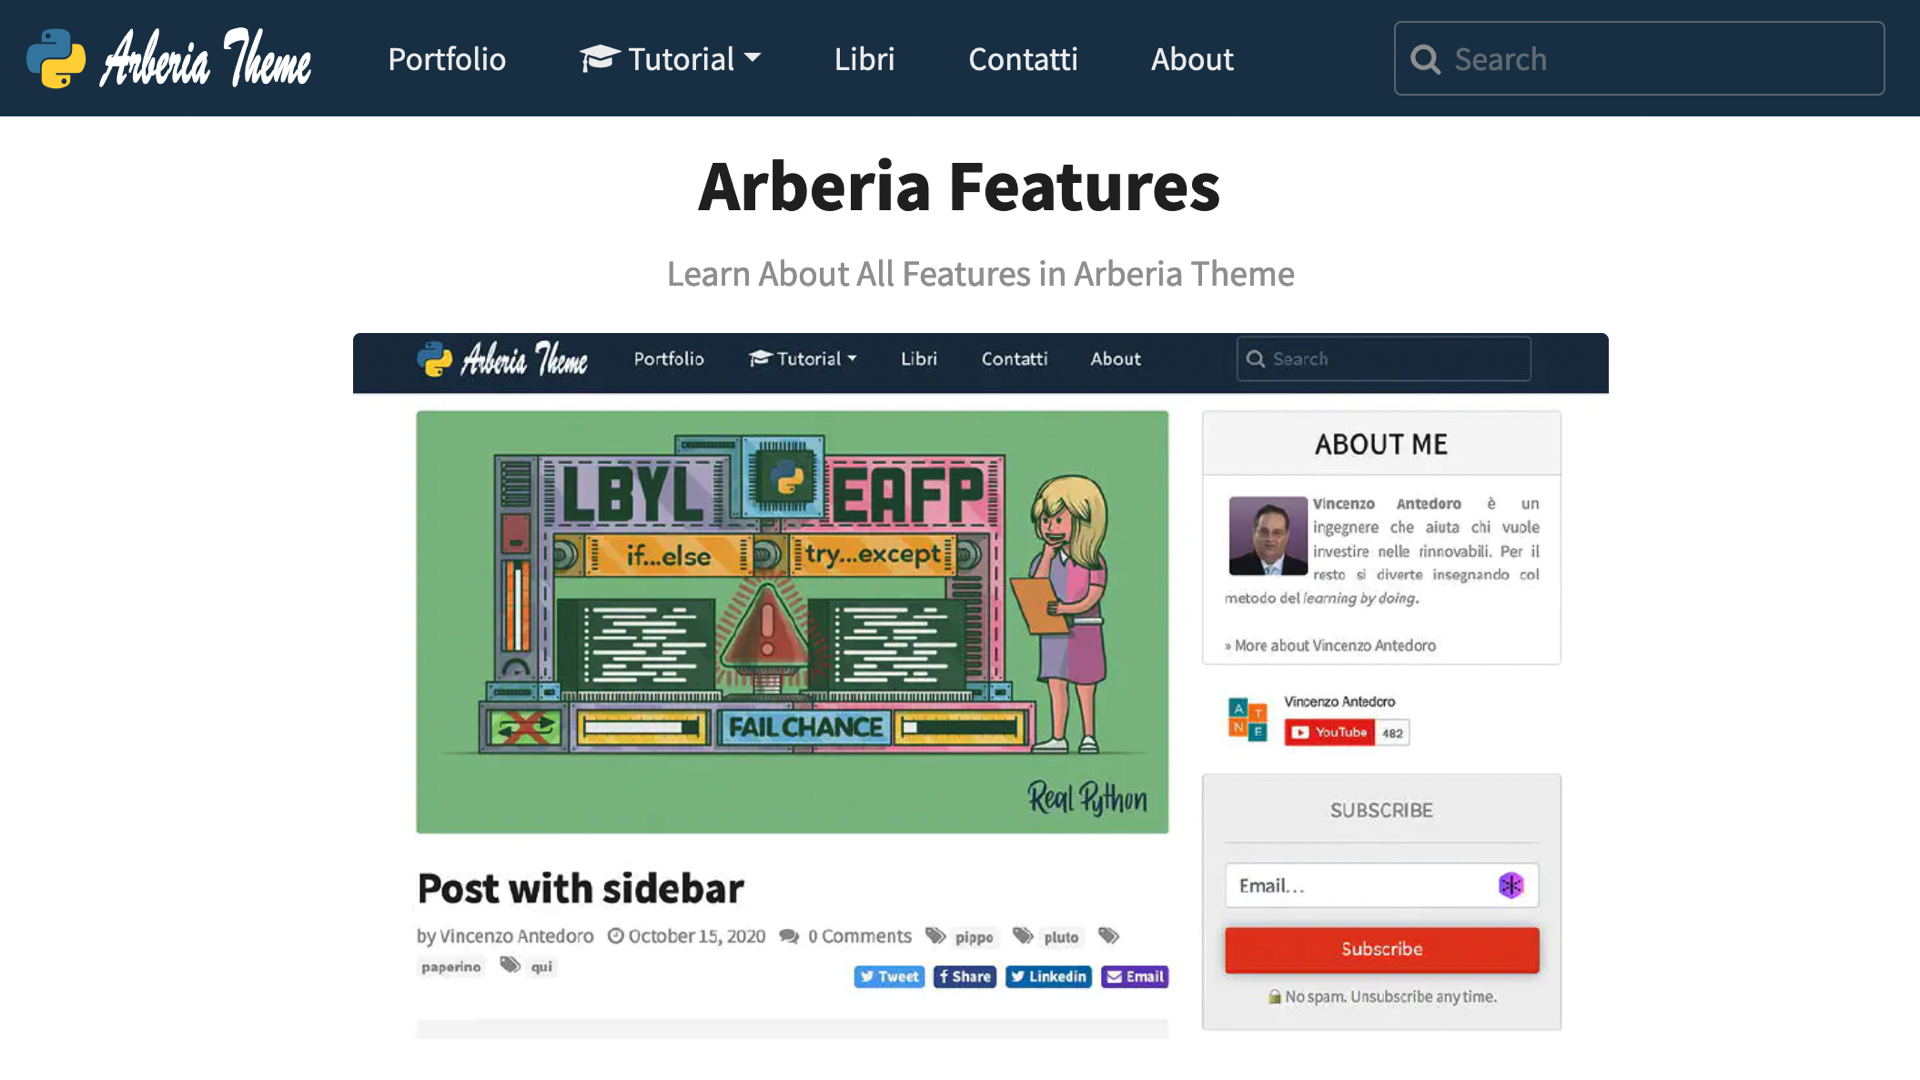 Arberia Theme Portfolio Tutorial Libri Contatti About Search
Arberia Features
Learn About All Features in Arberia Theme
Arberia Theme Portfolio Tutorial Libri Contatti About Search
LBYL EAFP
if...else try...except
FAIL CHANCE
Real Python
Post with sidebar
by Vincenzo Antedoro October 15, 2020 0 Comments pippo pluto
paperino qui
Tweet Share Linkedin Email
ABOUT ME
Vincenzo Antedoro è un
ingegnere che aiuta chi vuole
investire nelle rinnovabili. Per il
resto si diverte insegnando col
metodo del learning by doing.
» More about Vincenzo Antedoro
A T
N E
Vincenzo Antedoro
YouTube 482
SUBSCRIBE
Email...
Subscribe
No spam. Unsubscribe any time.